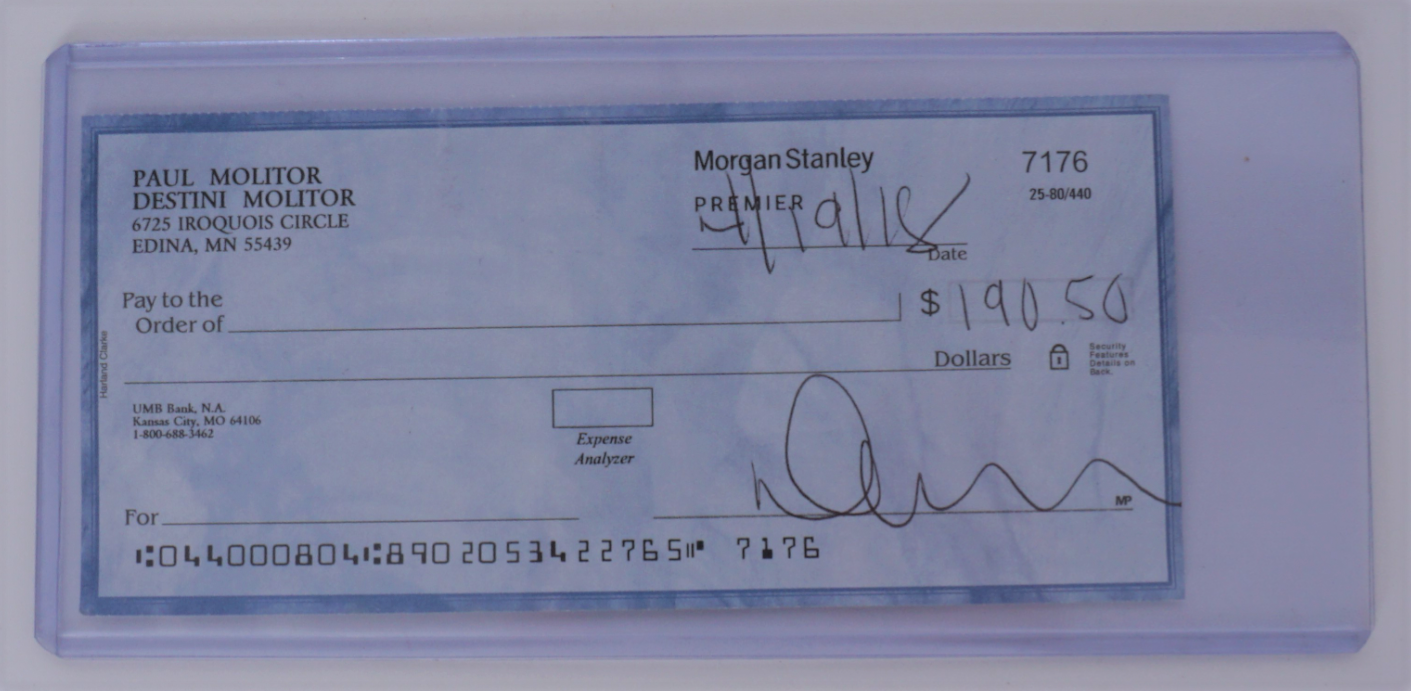 PAUL MOLITOR
DESTINI MOLITOR
6725 IROQUOIS CIRCLE
EDINA, MN 55439
Morgan Stanley
PREMIER
7176
25-80/440
4/19/18
Date
Pay to the
Order of
$ 190.50
Dollars
Security
Features
Details on
Back.
Harland Clarke
UMB Bank, N.A.
Kansas City, MO 64106
1-800-688-3462
Expense
Analyzer
For
MP
⑆044000804⑆8902053422765⑈ 7176